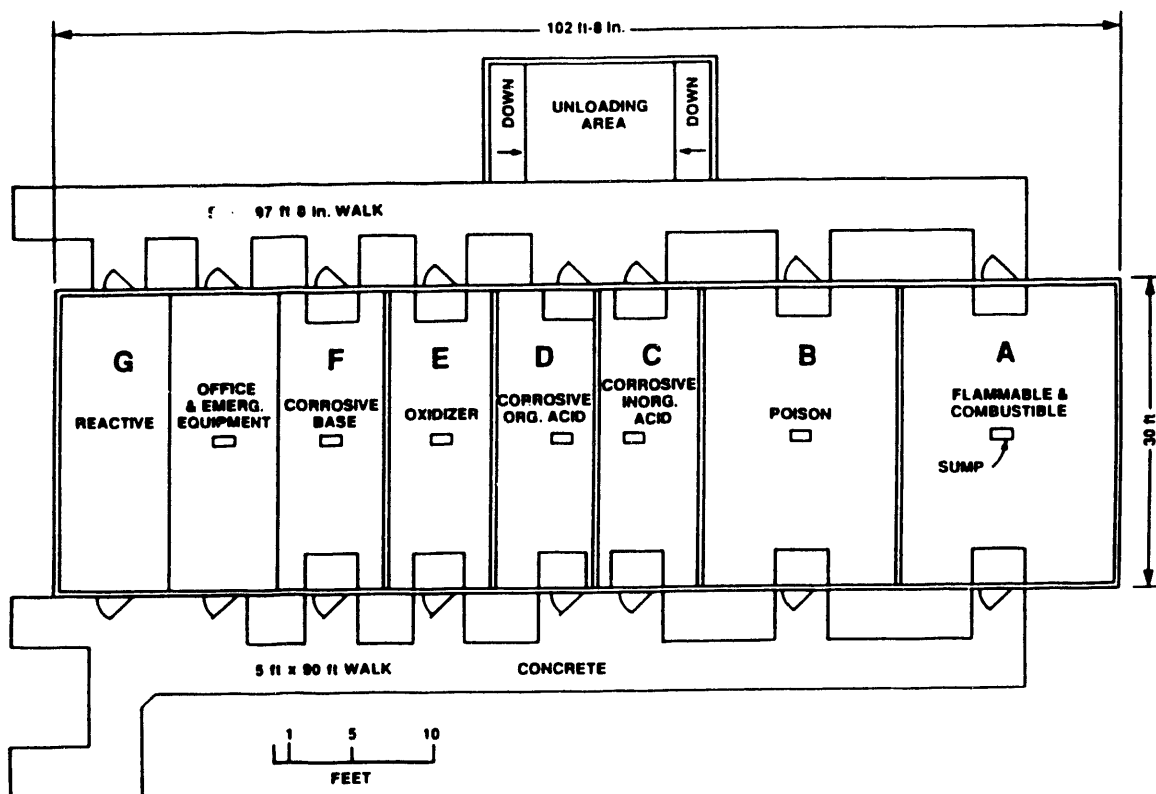 102 ft-8 in.
DOWN
UNLOADING
AREA
DOWN
97 ft 8 in. WALK
G
REACTIVE
OFFICE
& EMERG.
EQUIPMENT
F
CORROSIVE
BASE
E
OXIDIZER
D
CORROSIVE
ORG. ACID
C
CORROSIVE
INORG.
ACID
B
POISON
A
FLAMMABLE &
COMBUSTIBLE
SUMP
30 ft
5 ft x 90 ft WALK
CONCRETE
1 5 10
FEET